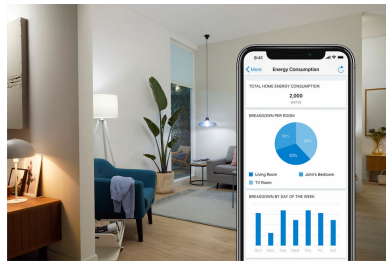 9:41
More
Energy Consumption
TOTAL HOME ENERGY CONSUMPTION
2,000
WATTS
BREAKDOWN PER ROOM
Living Room
John's Bedroom
TV Room
BREAKDOWN BY DAY OF THE WEEK